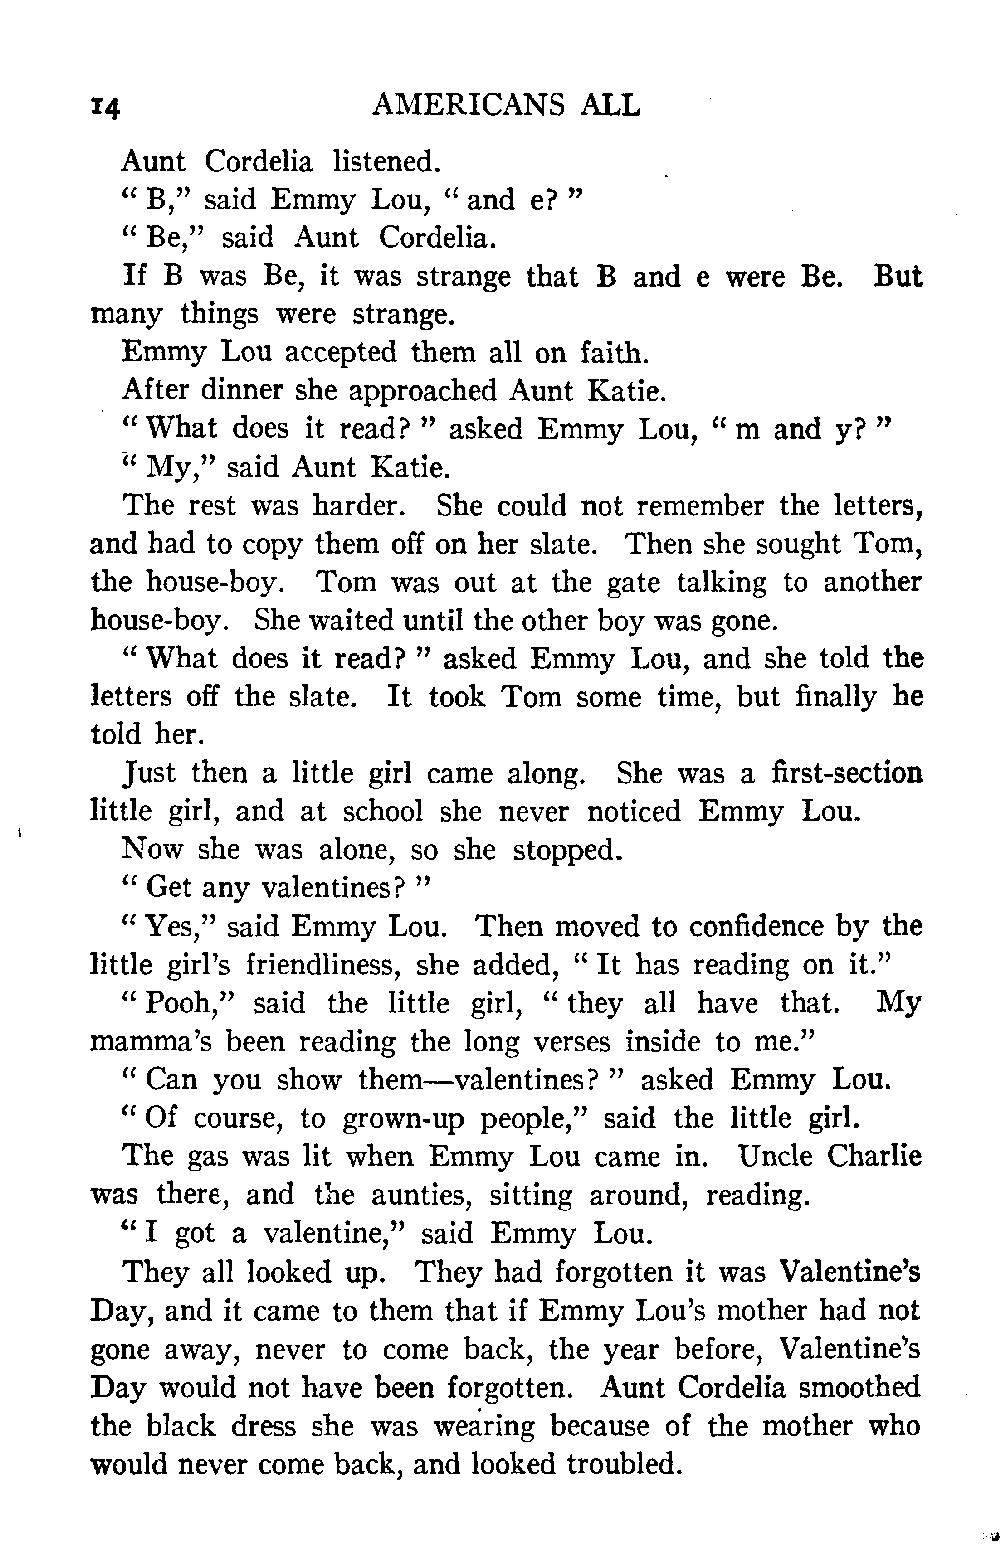 14 AMERICANS ALL
Aunt Cordelia listened.
“ B,” said Emmy Lou, “ and e? ”
“ Be,” said Aunt Cordelia.
If B was Be, it was strange that B and e were Be. But
many things were strange.
Emmy Lou accepted them all on faith.
After dinner she approached Aunt Katie.
“ What does it read? ” asked Emmy Lou, “ m and y? ”
“ My,” said Aunt Katie.
The rest was harder. She could not remember the letters,
and had to copy them off on her slate. Then she sought Tom,
the house-boy. Tom was out at the gate talking to another
house-boy. She waited until the other boy was gone.
“ What does it read? ” asked Emmy Lou, and she told the
letters off the slate. It took Tom some time, but finally he
told her.
Just then a little girl came along. She was a first-section
little girl, and at school she never noticed Emmy Lou.
Now she was alone, so she stopped.
“ Get any valentines? ”
“ Yes,” said Emmy Lou. Then moved to confidence by the
little girl’s friendliness, she added, “ It has reading on it.”
“ Pooh,” said the little girl, “ they all have that. My
mamma’s been reading the long verses inside to me.”
“ Can you show them—valentines? ” asked Emmy Lou.
“ Of course, to grown-up people,” said the little girl.
The gas was lit when Emmy Lou came in. Uncle Charlie
was there, and the aunties, sitting around, reading.
“ I got a valentine,” said Emmy Lou.
They all looked up. They had forgotten it was Valentine’s
Day, and it came to them that if Emmy Lou’s mother had not
gone away, never to come back, the year before, Valentine’s
Day would not have been forgotten. Aunt Cordelia smoothed
the black dress she was wearing because of the mother who
would never come back, and looked troubled.